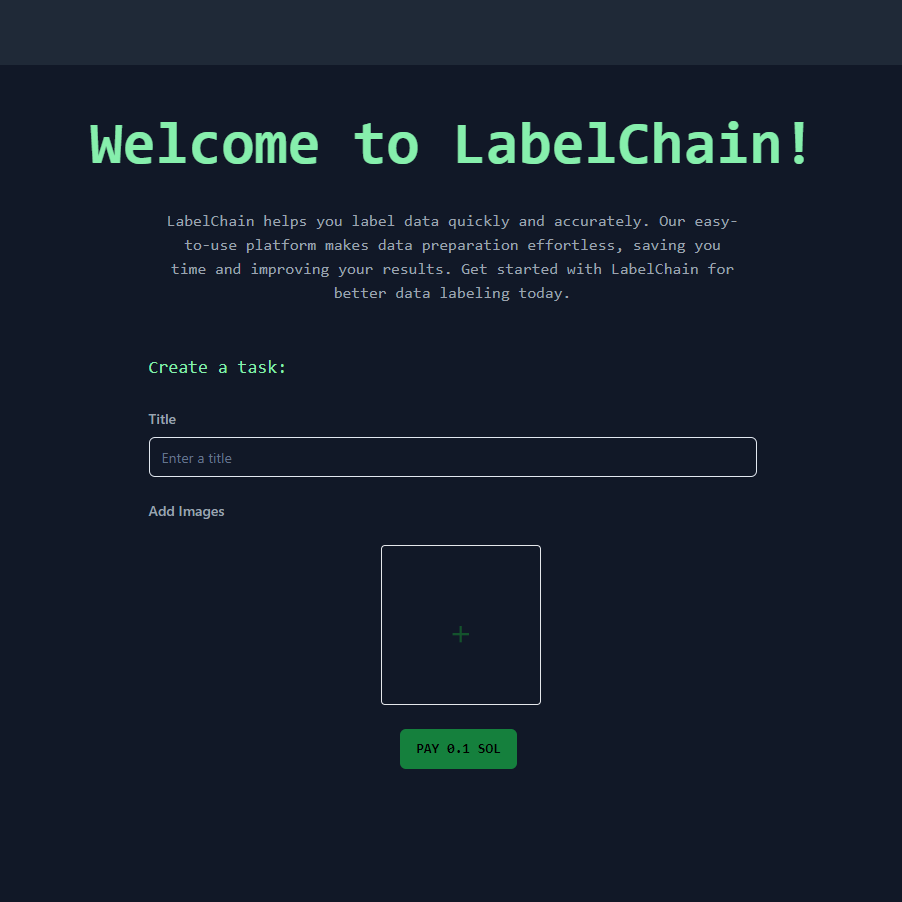 Welcome to LabelChain!
LabelChain helps you label data quickly and accurately. Our easy-
to-use platform makes data preparation effortless, saving you
time and improving your results. Get started with LabelChain for
better data labeling today.
Create a task:
Title
Enter a title
Add Images
+
PAY 0.1 SOL